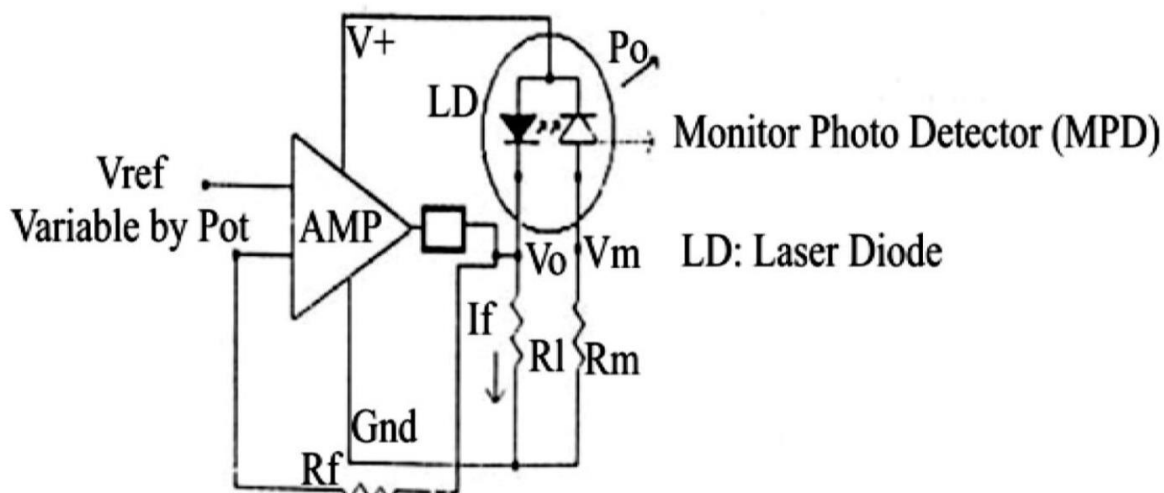 V+
Po
LD
Monitor Photo Detector (MPD)
Vref
Variable by Pot
AMP
Vo
Vm
LD: Laser Diode
If
Rl
Rm
Gnd
Rf